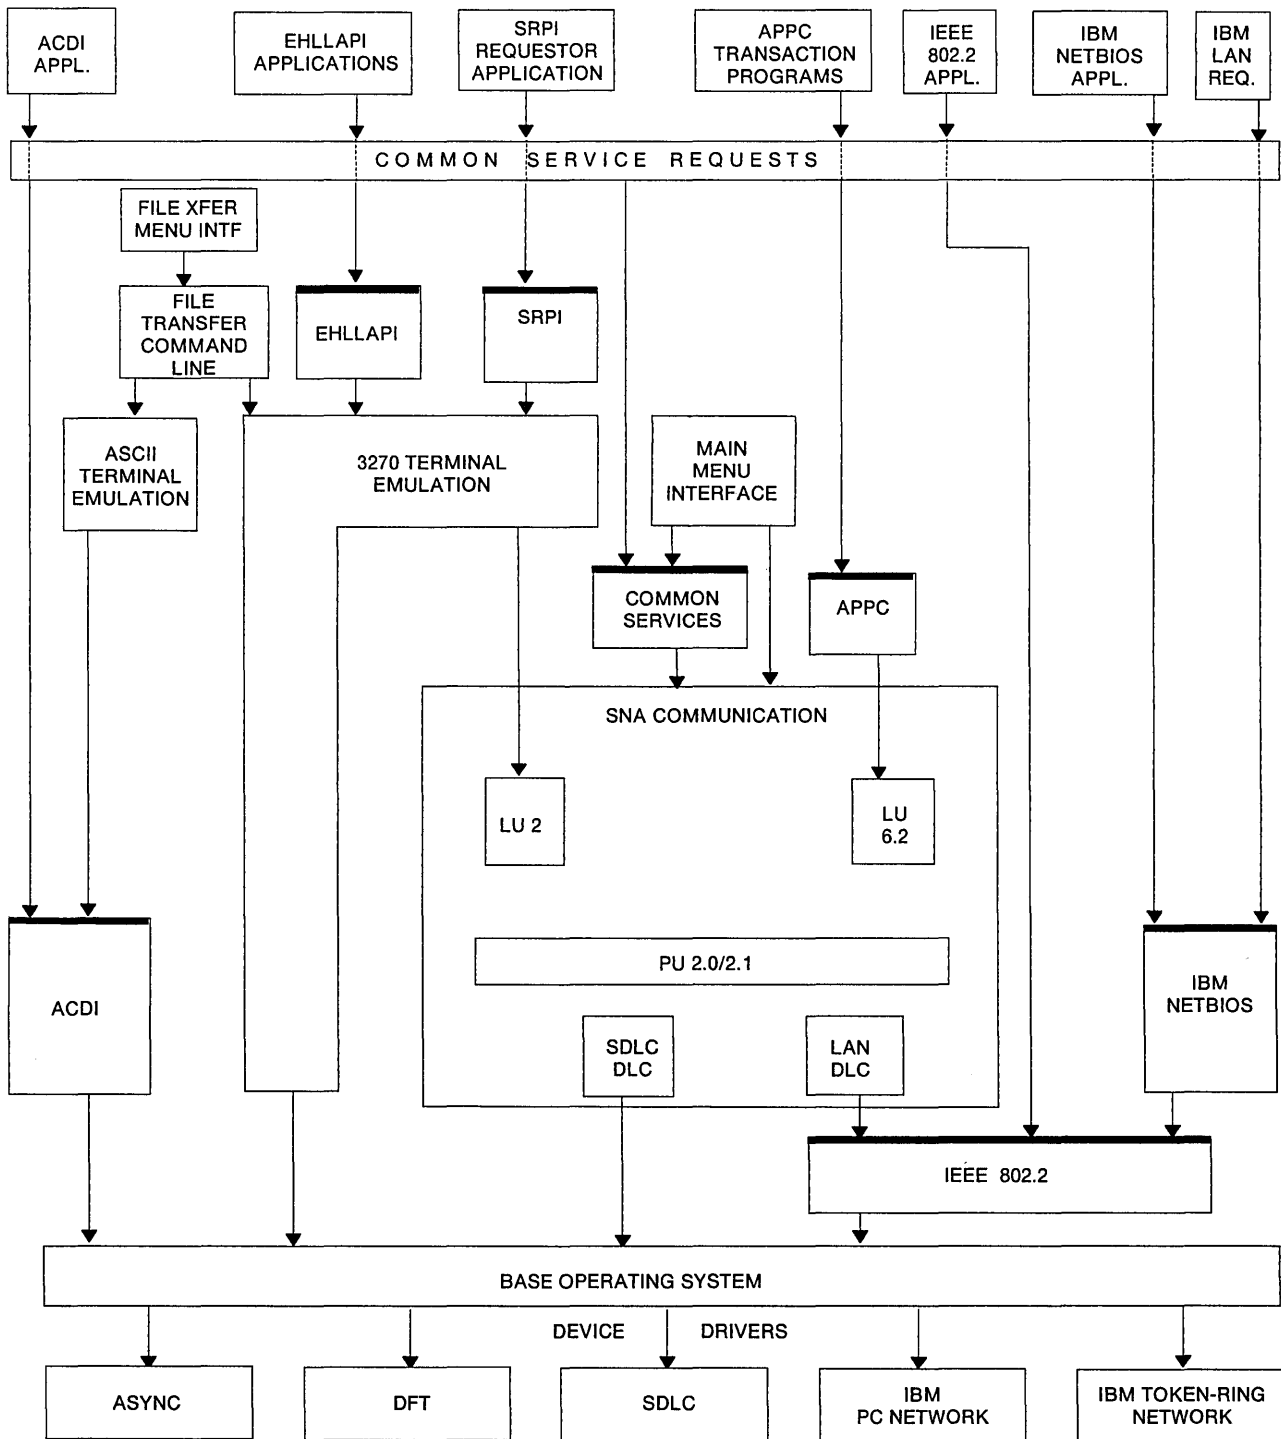 ACDI
APPL.
EHLLAPI
APPLICATIONS
SRPI
REQUESTOR
APPLICATION
APPC
TRANSACTION
PROGRAMS
IEEE
802.2
APPL.
IBM
NETBIOS
APPL.
IBM
LAN
REQ.
COMMON SERVICE REQUESTS
FILE XFER
MENU INTF
FILE
TRANSFER
COMMAND
LINE
EHLLAPI
SRPI
ASCII
TERMINAL
EMULATION
3270 TERMINAL
EMULATION
MAIN
MENU
INTERFACE
COMMON
SERVICES
APPC
SNA COMMUNICATION
LU 2
LU
6.2
PU 2.0/2.1
ACDI
IBM
NETBIOS
SDLC
DLC
LAN
DLC
IEEE 802.2
BASE OPERATING SYSTEM
DEVICE DRIVERS
ASYNC
DFT
SDLC
IBM
PC NETWORK
IBM TOKEN-RING
NETWORK